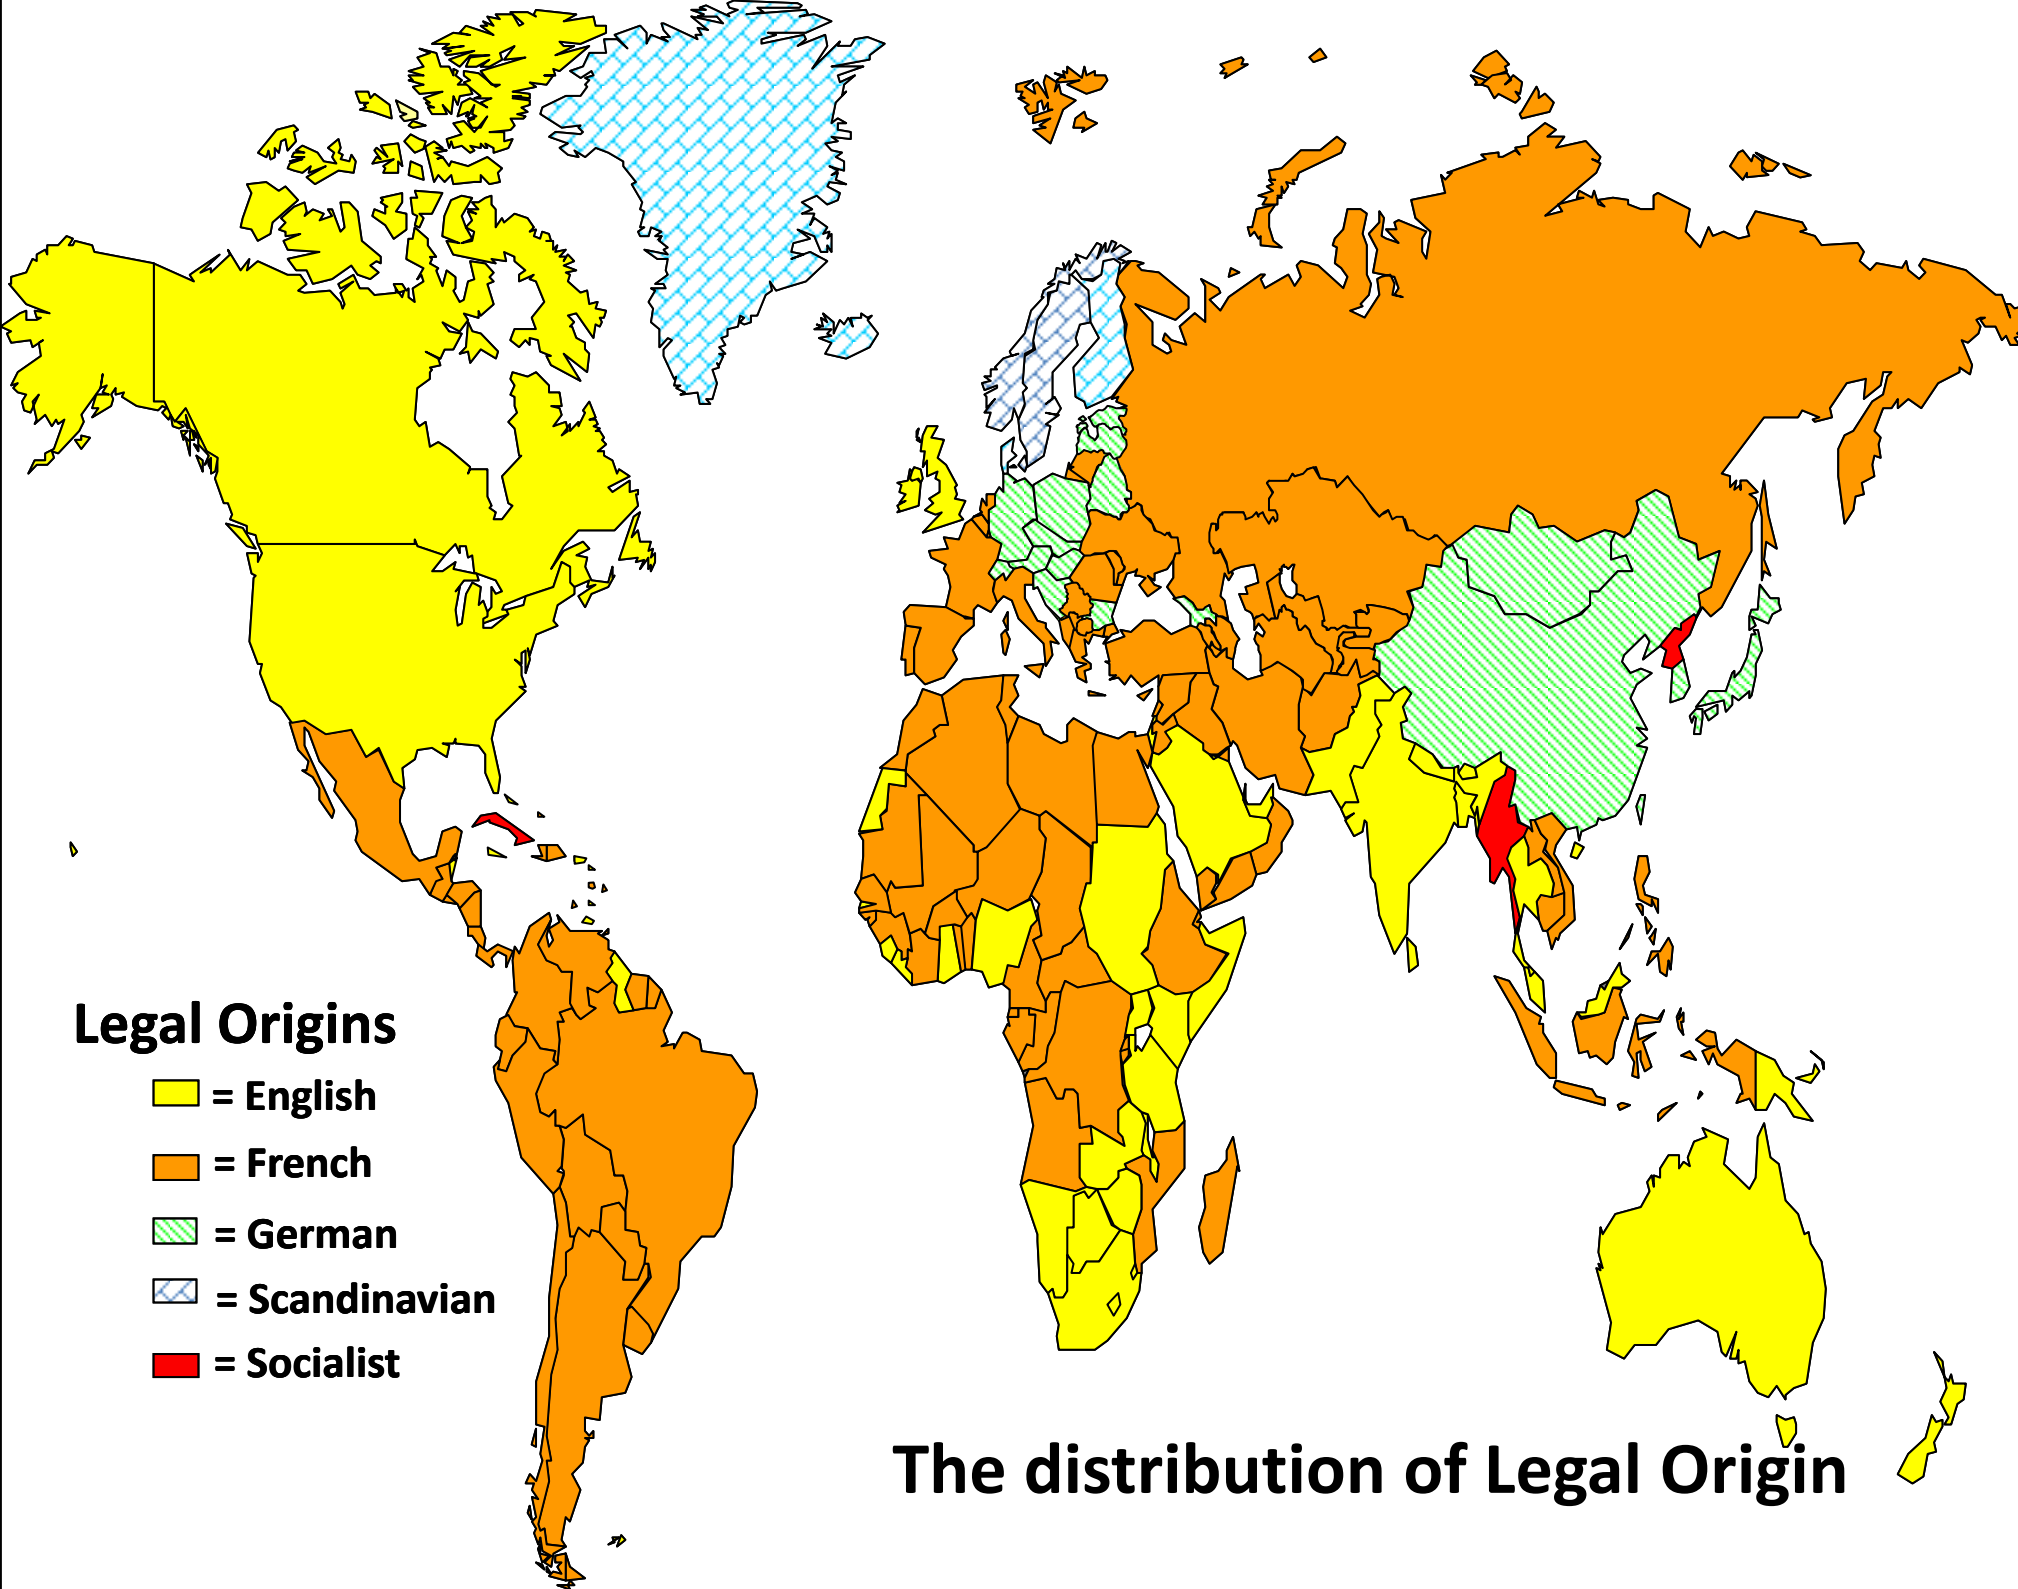 Legal Origins
= English
= French
= German
= Scandinavian
= Socialist
The distribution of Legal Origin